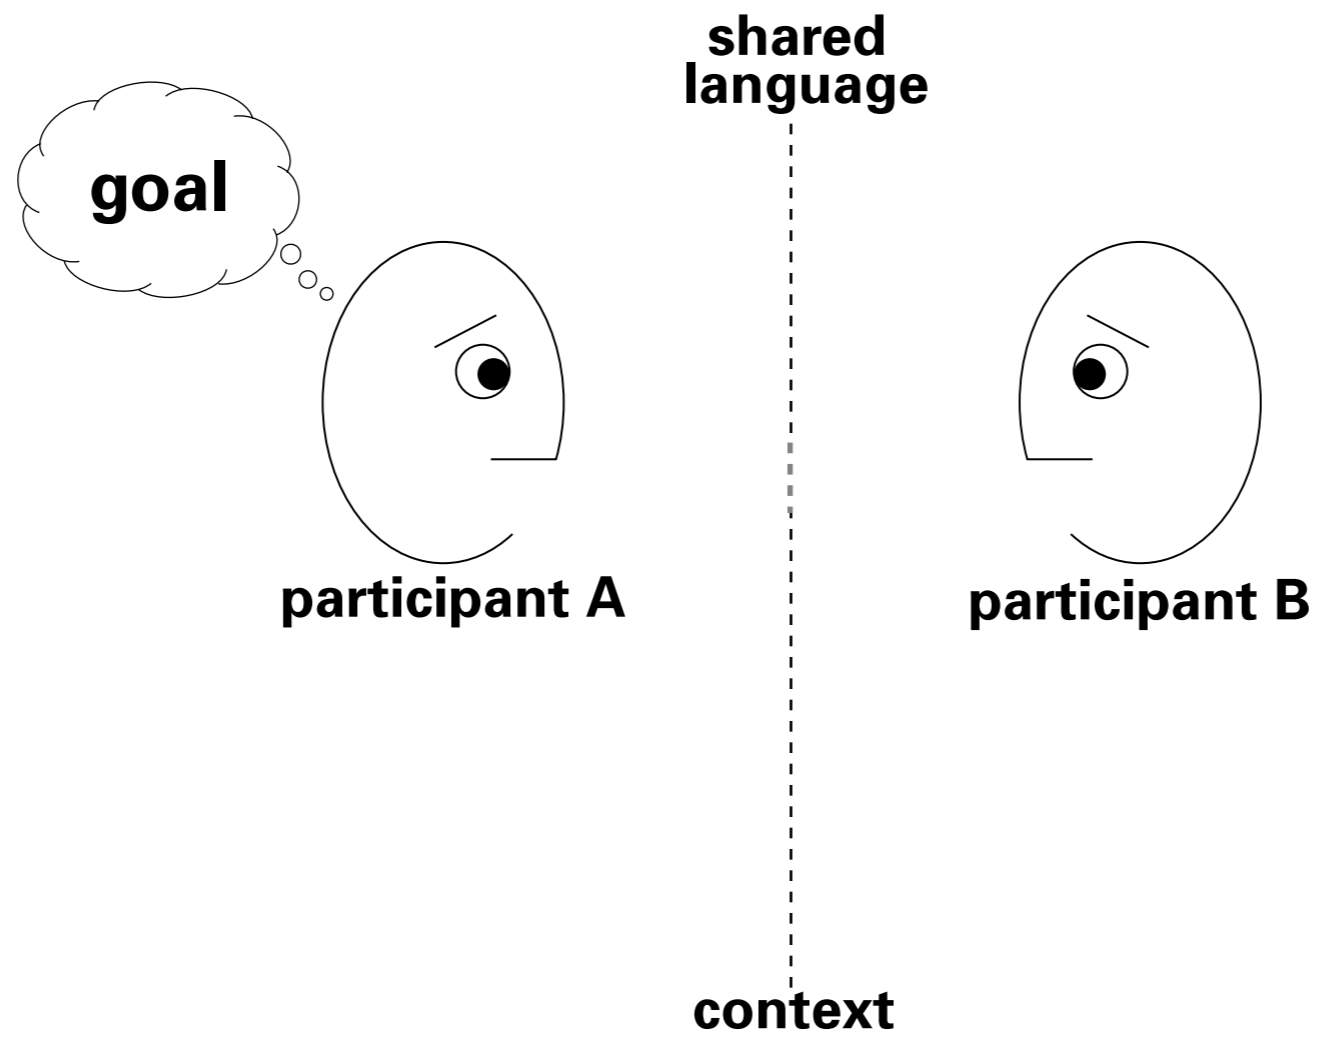 shared
language
goal
participant A
participant B
context